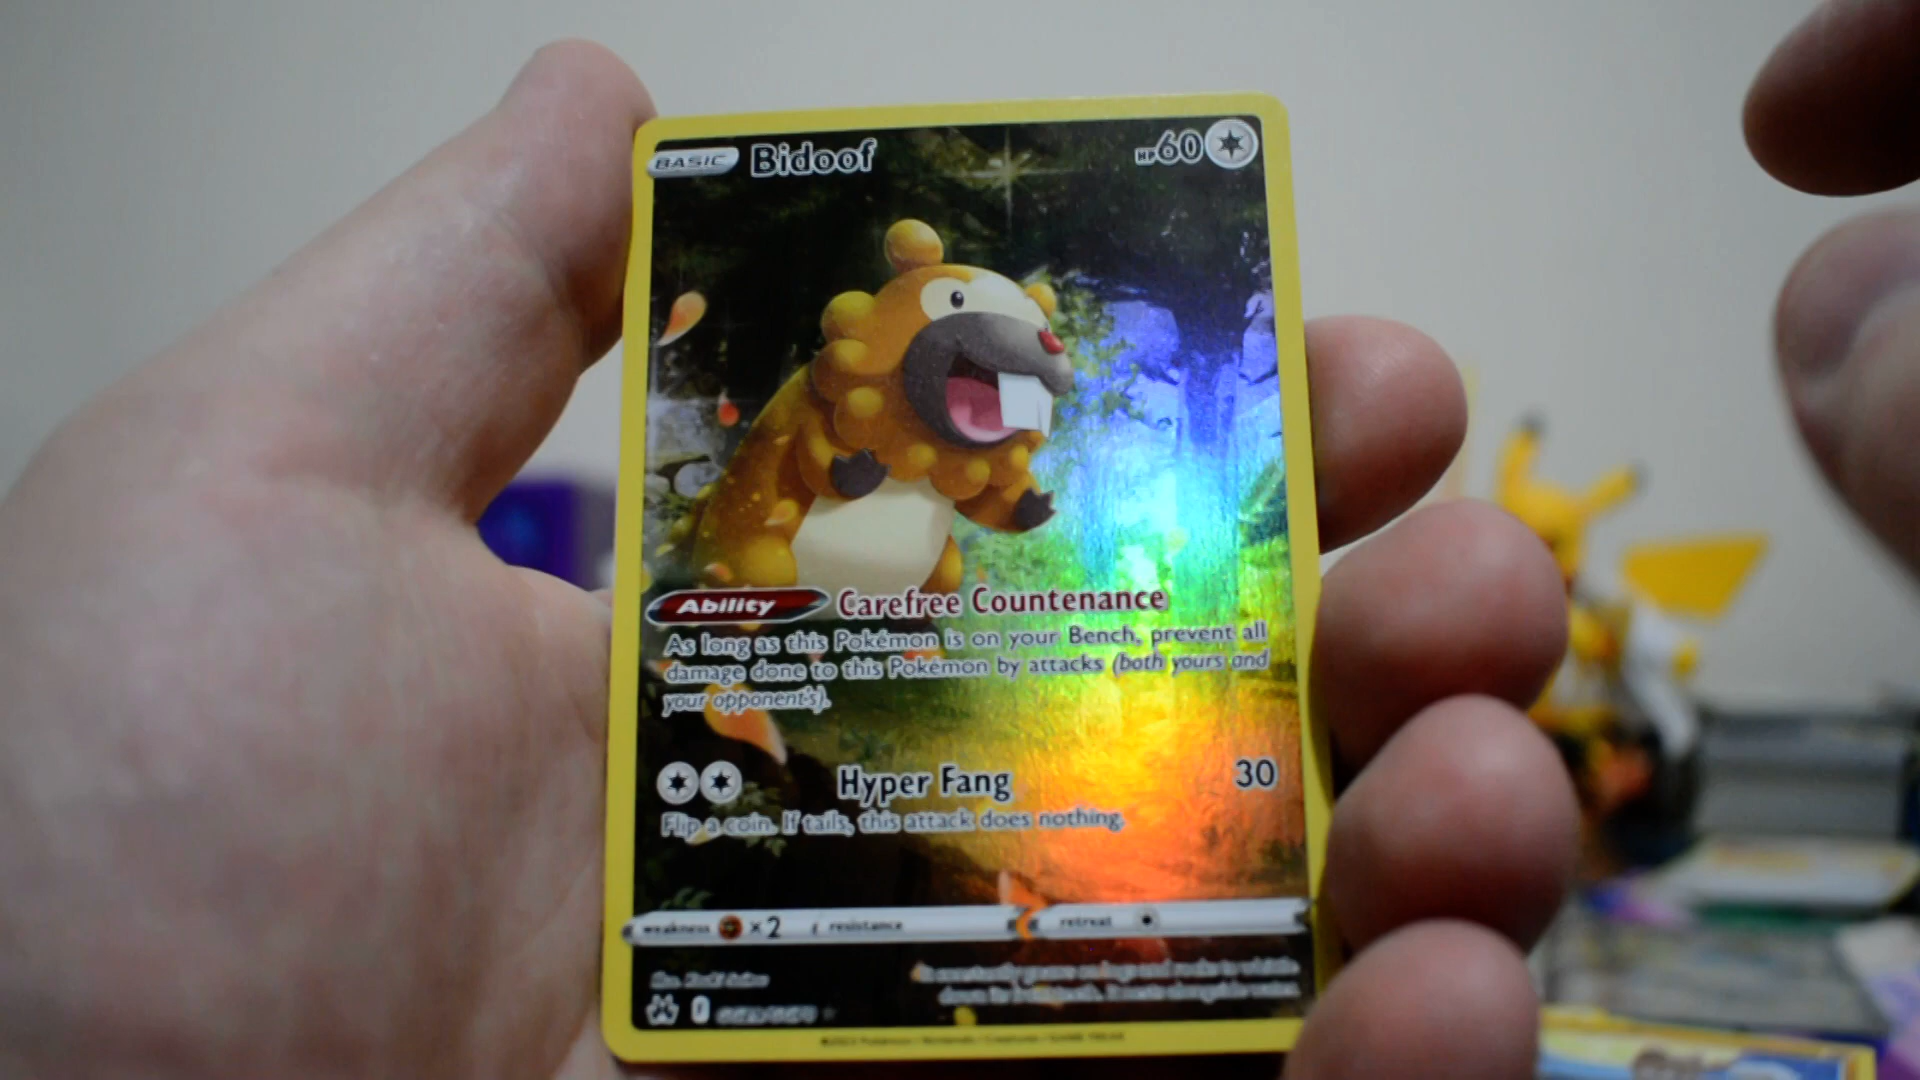 BASIC Bidoof HP60
Ability Carefree Countenance
As long as this Pokémon is on your Bench, prevent all
damage done to this Pokémon by attacks (both yours and
your opponent's).
Hyper Fang 30
Flip a coin. If tails, this attack does nothing.
weakness ×2 resistance retreat